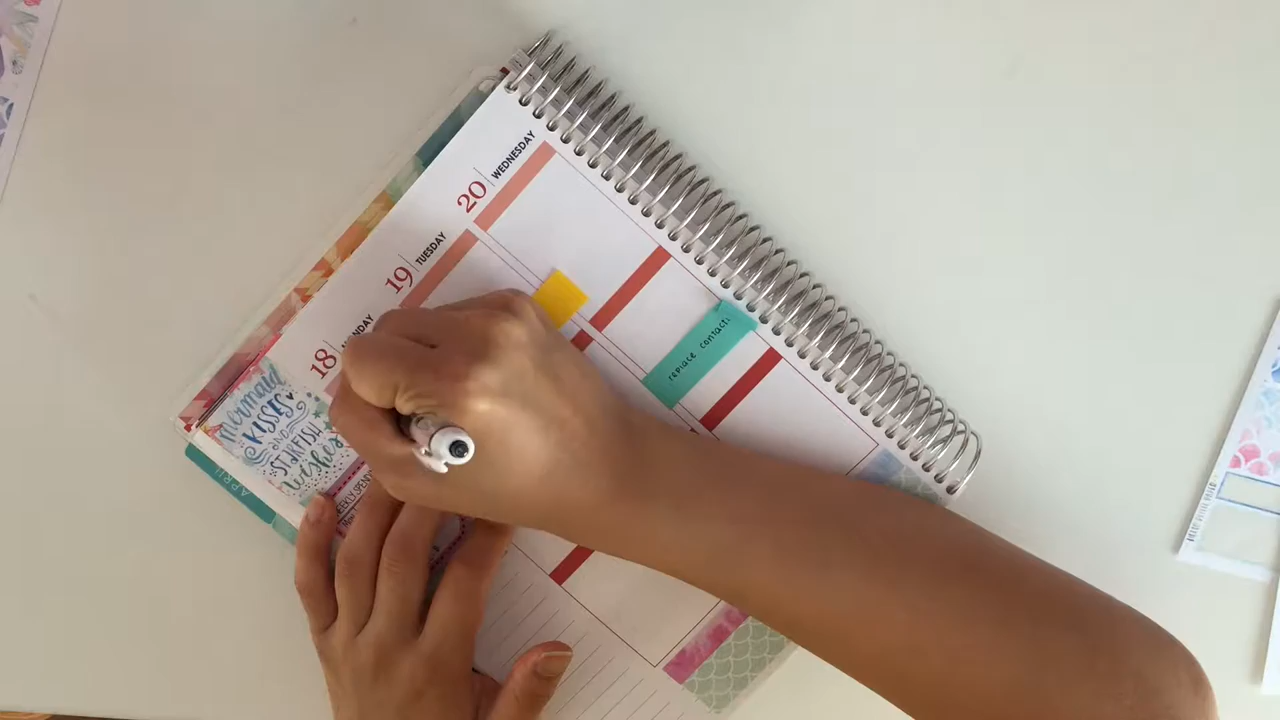 20 WEDNESDAY
19 TUESDAY
18
mermaid
KISSES
AND
STARFISH
wishes
APRIL
replace contacts